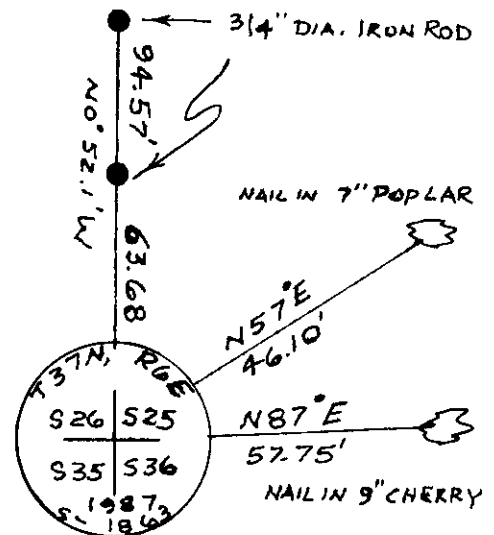 3/4" DIA. IRON ROD
94.57'
N0°52.1'W
63.68
NAIL IN 7" POPLAR
N57°E
46.10'
T37N, R6E
S26 S25
S35 S36
1987
S-1863
N87°E
57.75'
NAIL IN 9" CHERRY